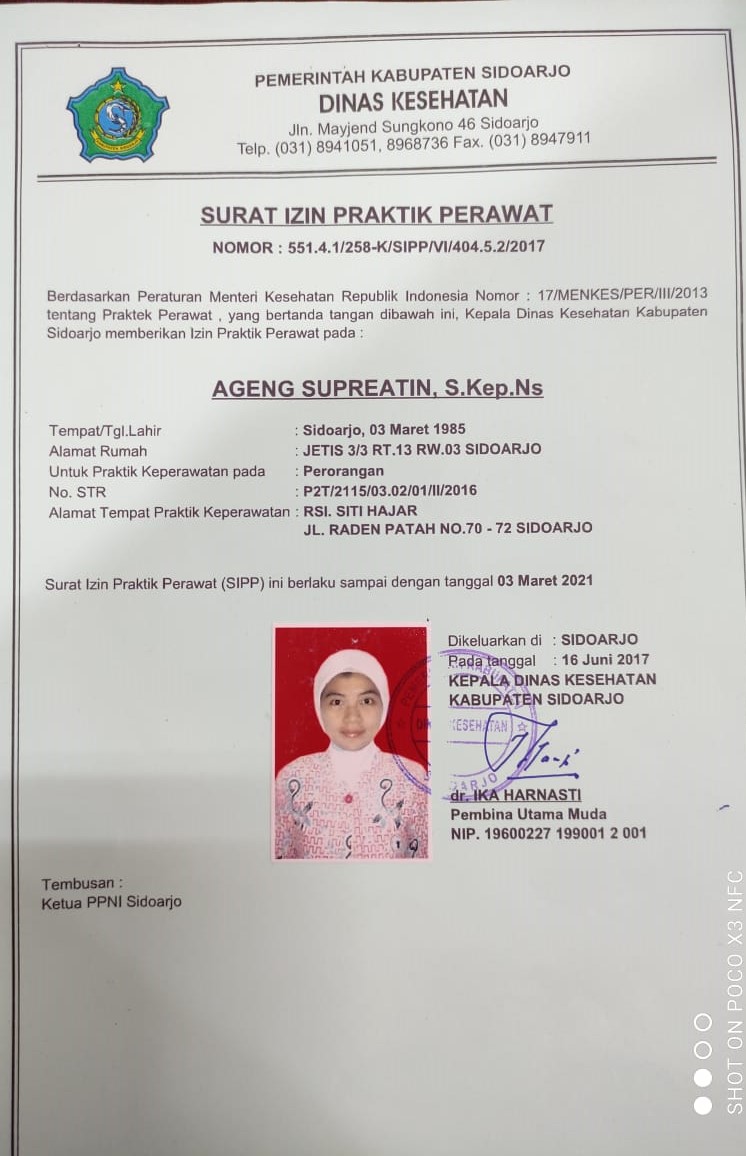 PEMERINTAH KABUPATEN SIDOARJO
DINAS KESEHATAN
Jln. Mayjend Sungkono 46 Sidoarjo
Telp. (031) 8941051, 8968736 Fax. (031) 8947911
SURAT IZIN PRAKTIK PERAWAT
NOMOR : 551.4.1/258-K/SIPP/VI/404.5.2/2017
Berdasarkan Peraturan Menteri Kesehatan Republik Indonesia Nomor : 17/MENKES/PER/III/2013
tentang Praktek Perawat , yang bertanda tangan dibawah ini, Kepala Dinas Kesehatan Kabupaten
Sidoarjo memberikan Izin Praktik Perawat pada :
AGENG SUPREATIN, S.Kep.Ns
Tempat/Tgl.Lahir : Sidoarjo, 03 Maret 1985
Alamat Rumah : JETIS 3/3 RT.13 RW.03 SIDOARJO
Untuk Praktik Keperawatan pada : Perorangan
No. STR : P2T/2115/03.02/01/II/2016
Alamat Tempat Praktik Keperawatan : RSI. SITI HAJAR
JL. RADEN PATAH NO.70 - 72 SIDOARJO
Surat Izin Praktik Perawat (SIPP) ini berlaku sampai dengan tanggal 03 Maret 2021
Dikeluarkan di : SIDOARJO
Pada tanggal : 16 Juni 2017
KEPALA DINAS KESEHATAN
KABUPATEN SIDOARJO
KESEHATAN
dr. IKA HARNASTI
Pembina Utama Muda
NIP. 19600227 199001 2 001
Tembusan :
Ketua PPNI Sidoarjo
SHOT ON POCO X3 NFC